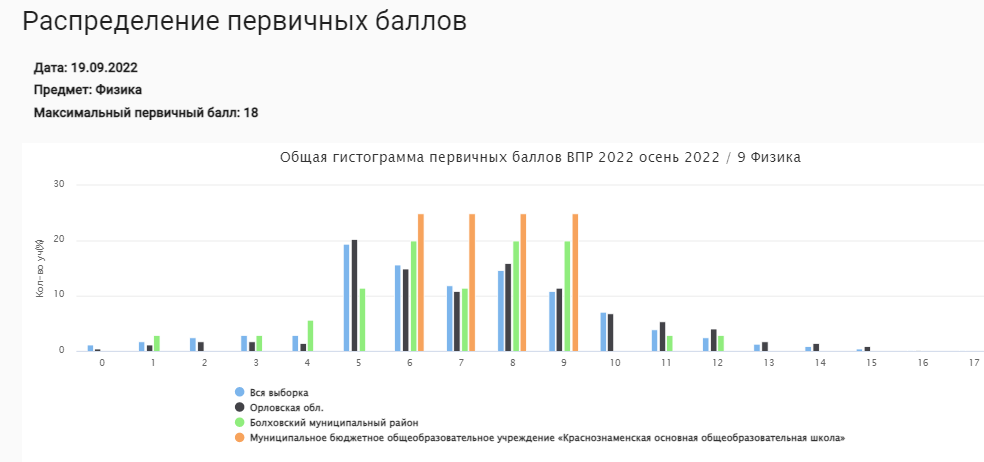 Распределение первичных баллов
Дата: 19.09.2022
Предмет: Физика
Максимальный первичный балл: 18
Общая гистограмма первичных баллов ВПР 2022 осень 2022 / 9 Физика
Кол-во уч(%)
30
20
10
0
0 1 2 3 4 5 6 7 8 9 10 11 12 13 14 15 16 17
Вся выборка
Орловская обл.
Болховский муниципальный район
Муниципальное бюджетное общеобразовательное учреждение «Краснознаменская основная общеобразовательная школа»